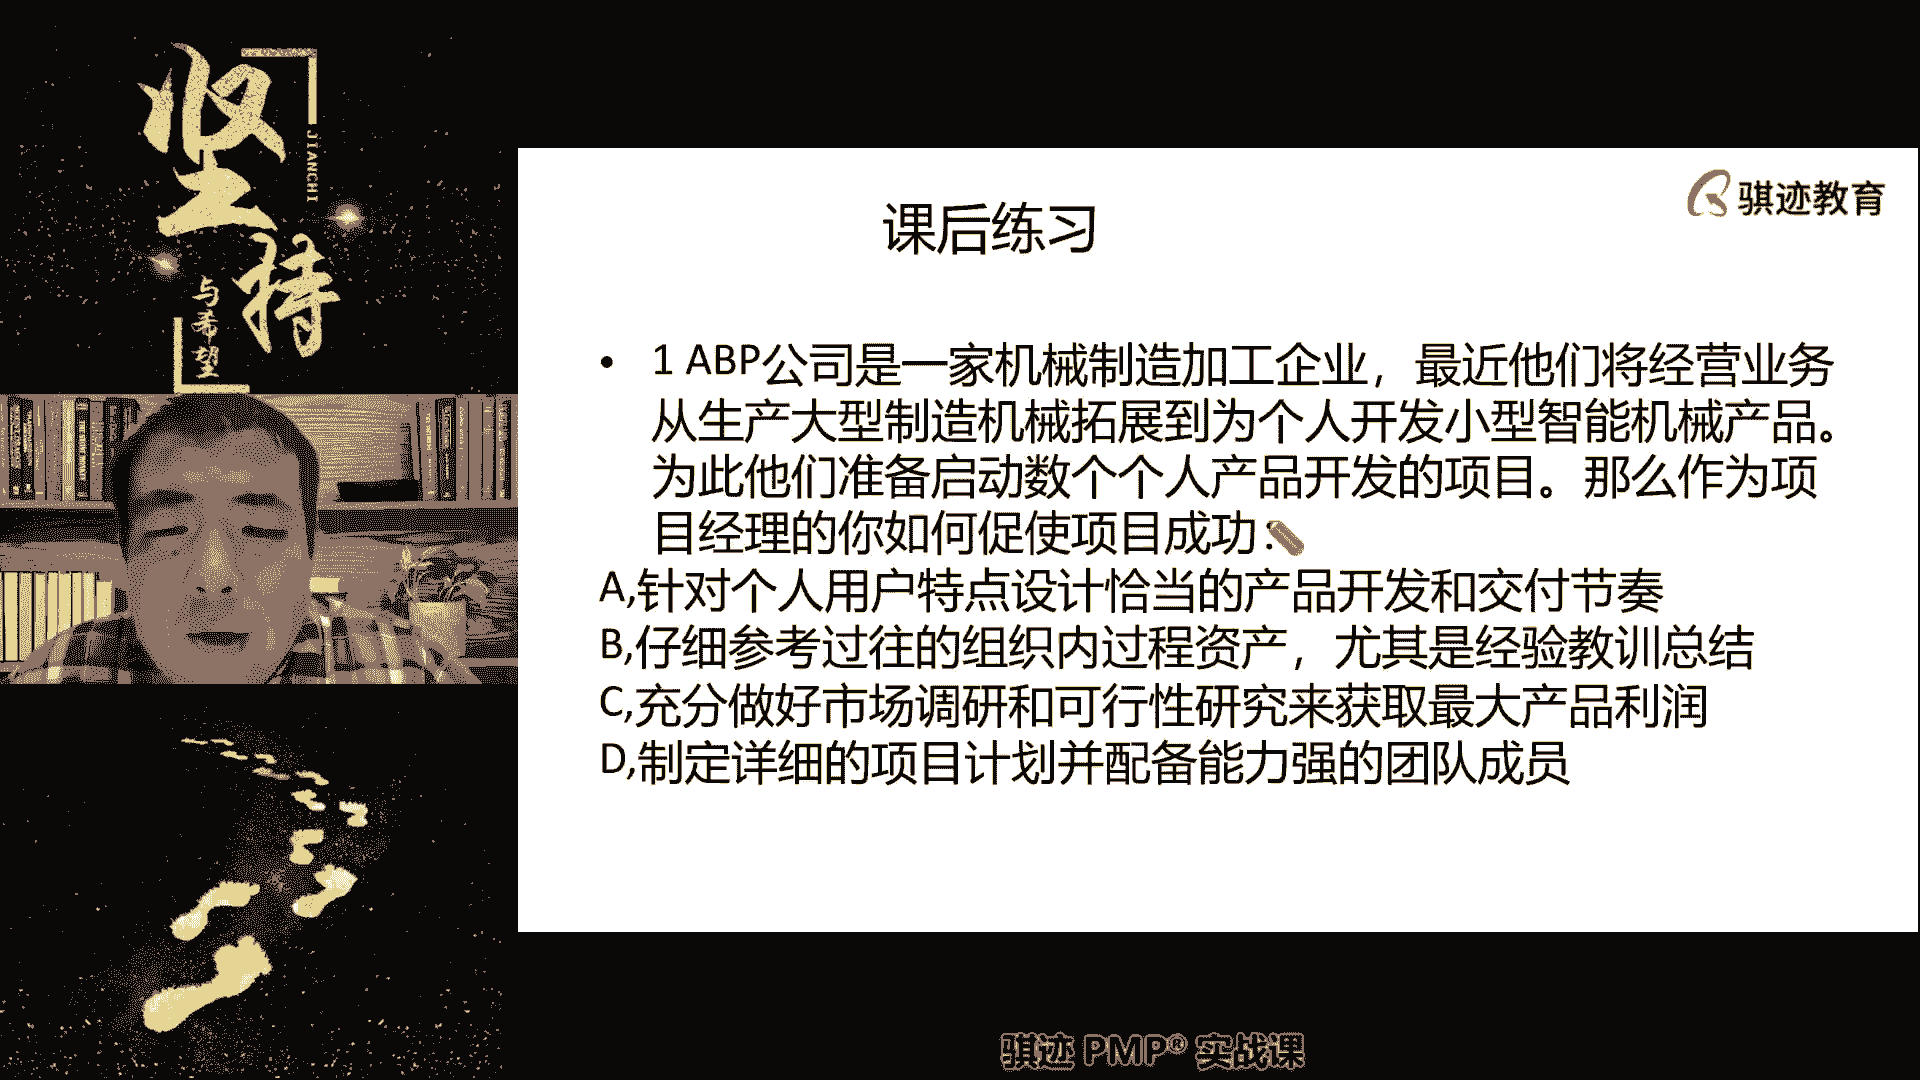 坚持
JIANCHI
与希望
骐迹教育
课后练习
• 1 ABP公司是一家机械制造加工企业，最近他们将经营业务
从生产大型制造机械拓展到为个人开发小型智能机械产品。
为此他们准备启动数个个人产品开发的项目。那么作为项
目经理的你如何促使项目成功:
A,针对个人用户特点设计恰当的产品开发和交付节奏
B,仔细参考过往的组织内过程资产，尤其是经验教训总结
C,充分做好市场调研和可行性研究来获取最大产品利润
D,制定详细的项目计划并配备能力强的团队成员
骐迹 PMP® 实战课